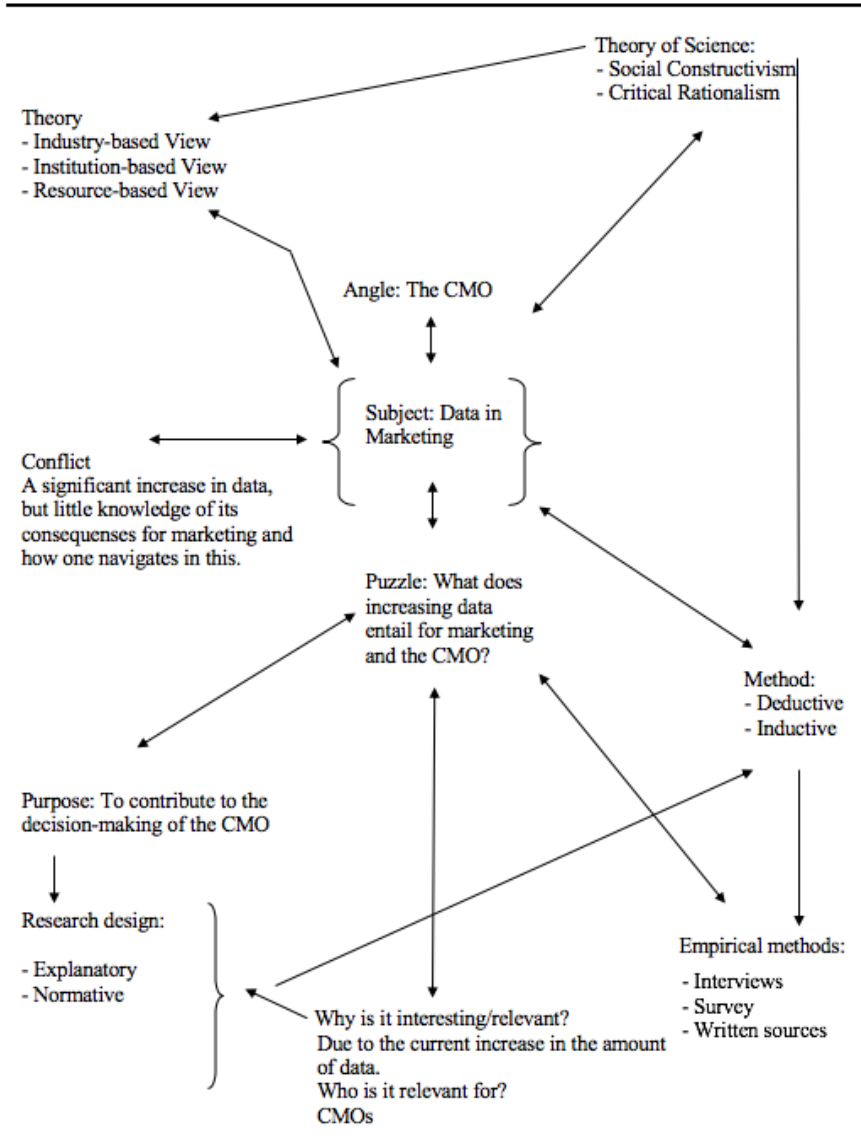 Theory of Science:
- Social Constructivism
- Critical Rationalism
Theory
- Industry-based View
- Institution-based View
- Resource-based View
Angle: The CMO
Subject: Data in
Marketing
Conflict
A significant increase in data,
but little knowledge of its
consequenses for marketing and
how one navigates in this.
Puzzle: What does
increasing data
entail for marketing
and the CMO?
Method:
- Deductive
- Inductive
Purpose: To contribute to the
decision-making of the CMO
Research design:
- Explanatory
- Normative
Empirical methods:
- Interviews
- Survey
- Written sources
Why is it interesting/relevant?
Due to the current increase in the amount
of data.
Who is it relevant for?
CMOs